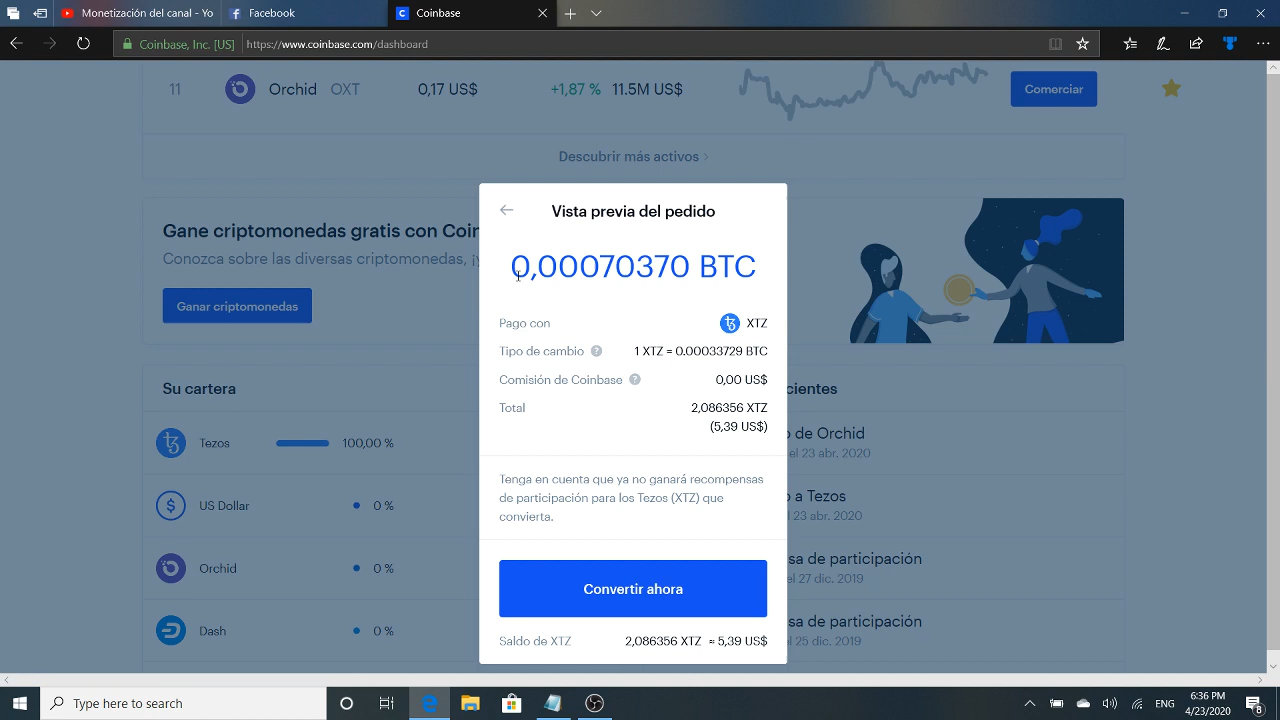 Monetización del canal - Yo
Facebook
Coinbase
Coinbase, Inc. [US]
https://www.coinbase.com/dashboard
11 Orchid OXT 0,17 US$ +1,87 % 11.5M US$ Comerciar
Descubrir más activos
Gane criptomonedas gratis con Coin
Conozca sobre las diversas criptomonedas, ¡y
Ganar criptomonedas
Vista previa del pedido
0,00070370 BTC
Pago con XTZ
Tipo de cambio ? 1 XTZ = 0.00033729 BTC
Comisión de Coinbase ? 0,00 US$
Total 2,086356 XTZ
(5,39 US$)
Tenga en cuenta que ya no ganará recompensas
de participación para los Tezos (XTZ) que
convierta.
Convertir ahora
Saldo de XTZ 2,086356 XTZ ≈ 5,39 US$
Su cartera
Tezos 100,00 %
US Dollar 0 %
Orchid 0 %
Dash 0 %
cientes
o de Orchid
el 23 abr. 2020
o a Tezos
l 23 abr. 2020
sa de participación
el 27 dic. 2019
sa de participación
l 25 dic. 2019
Type here to search
ENG
6:36 PM
4/23/2020
8